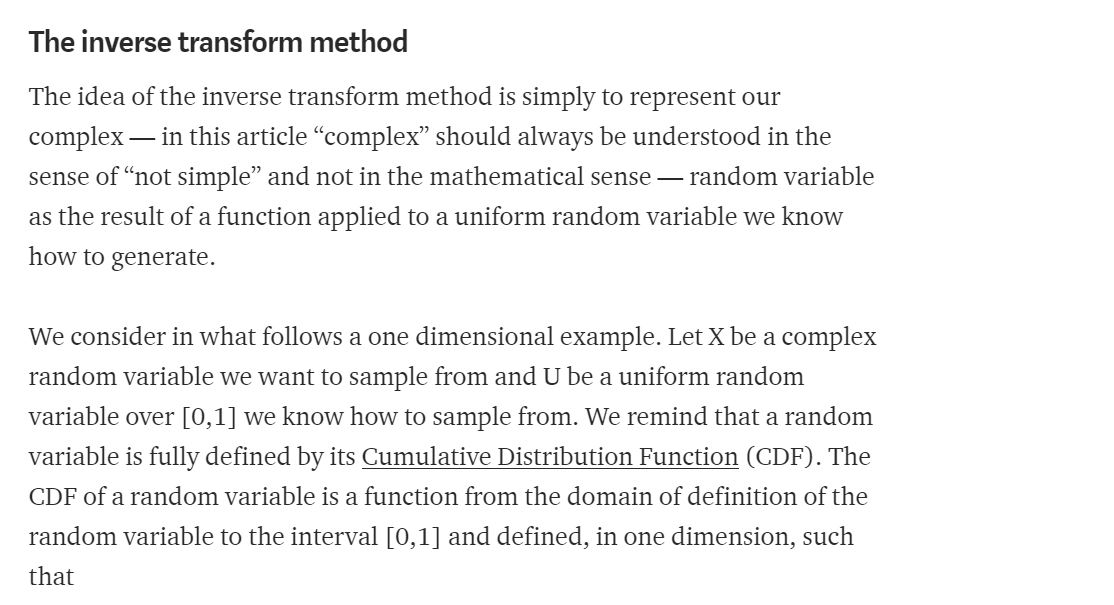 The inverse transform method
The idea of the inverse transform method is simply to represent our
complex — in this article “complex” should always be understood in the
sense of “not simple” and not in the mathematical sense — random variable
as the result of a function applied to a uniform random variable we know
how to generate.
We consider in what follows a one dimensional example. Let X be a complex
random variable we want to sample from and U be a uniform random
variable over [0,1] we know how to sample from. We remind that a random
variable is fully defined by its Cumulative Distribution Function (CDF). The
CDF of a random variable is a function from the domain of definition of the
random variable to the interval [0,1] and defined, in one dimension, such
that